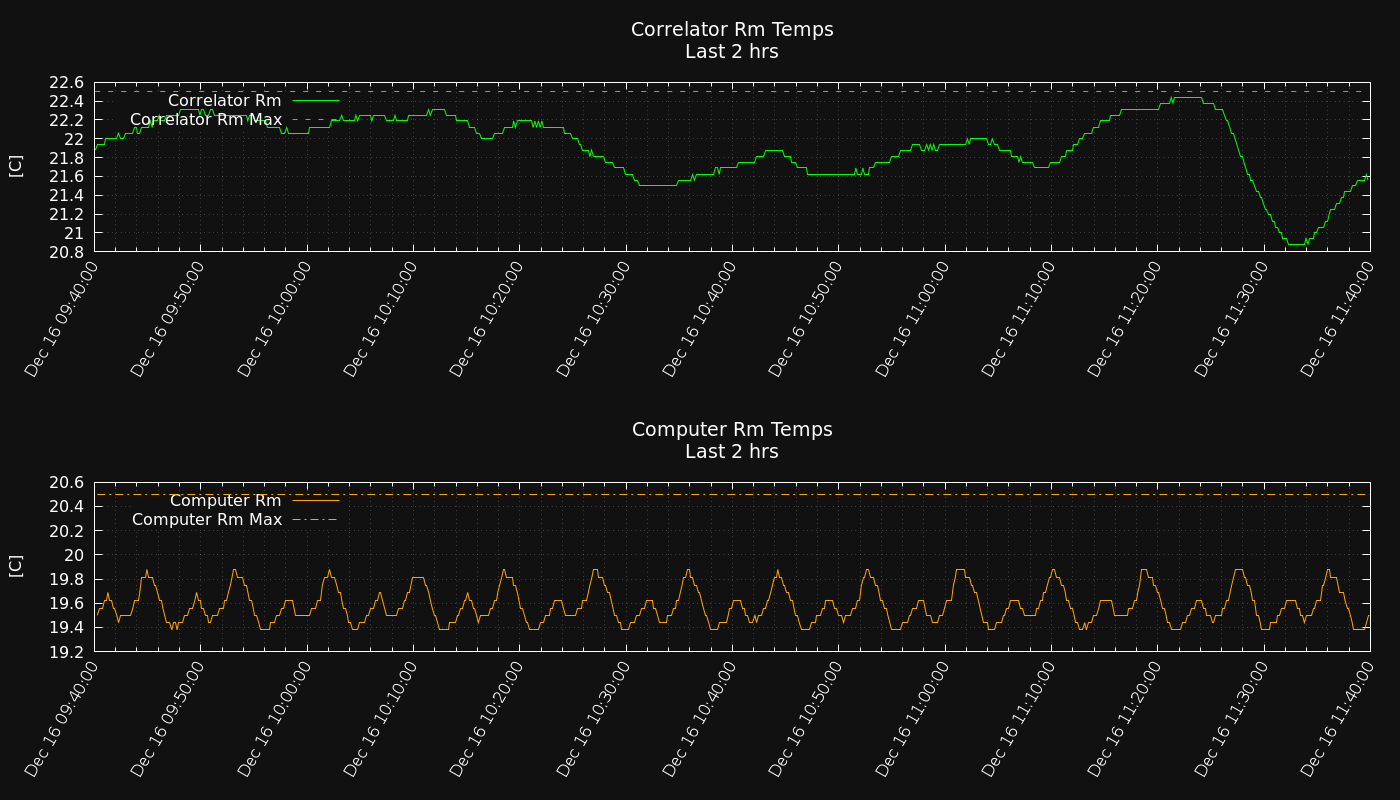 Correlator Rm Temps
Last 2 hrs
22.6
22.4
22.2
22
21.8
21.6
21.4
21.2
21
20.8
[C]
Correlator Rm
Correlator Rm Max
Dec 16 09:40:00
Dec 16 09:50:00
Dec 16 10:00:00
Dec 16 10:10:00
Dec 16 10:20:00
Dec 16 10:30:00
Dec 16 10:40:00
Dec 16 10:50:00
Dec 16 11:00:00
Dec 16 11:10:00
Dec 16 11:20:00
Dec 16 11:30:00
Dec 16 11:40:00
Computer Rm Temps
Last 2 hrs
20.6
20.4
20.2
20
19.8
19.6
19.4
19.2
[C]
Computer Rm
Computer Rm Max
Dec 16 09:40:00
Dec 16 09:50:00
Dec 16 10:00:00
Dec 16 10:10:00
Dec 16 10:20:00
Dec 16 10:30:00
Dec 16 10:40:00
Dec 16 10:50:00
Dec 16 11:00:00
Dec 16 11:10:00
Dec 16 11:20:00
Dec 16 11:30:00
Dec 16 11:40:00